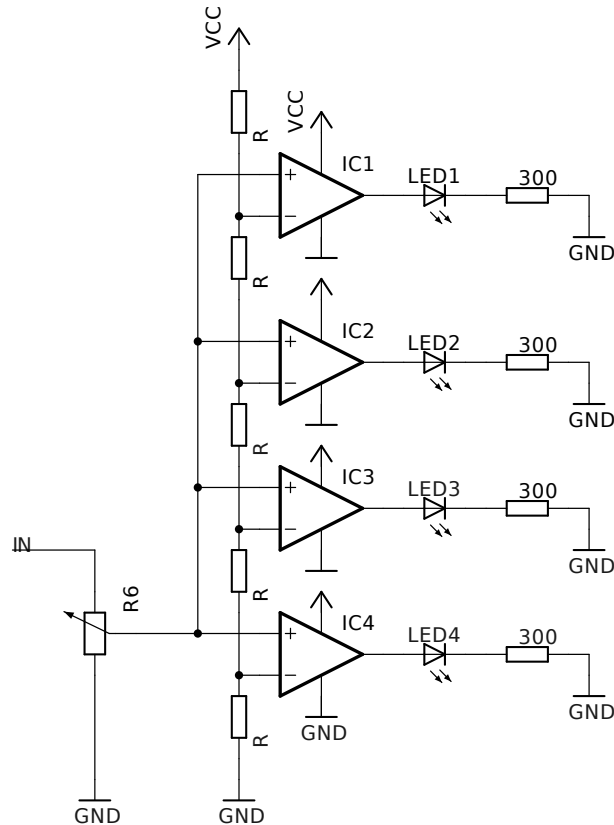 VCC
R
VCC
+
−
IC1
LED1
300
GND
R
+
−
IC2
LED2
300
GND
R
+
−
IC3
LED3
300
GND
IN
R6
R
+
−
IC4
LED4
300
GND
GND
R
GND
GND